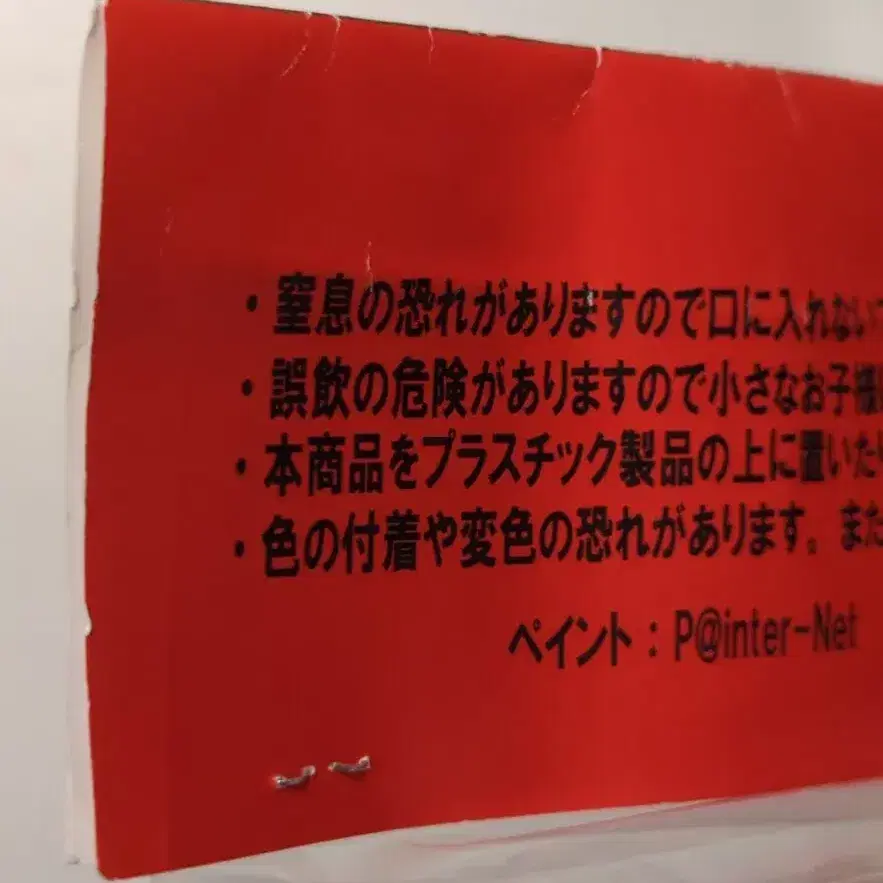 ・窒息の恐れがありますので口に入れない
・誤飲の危険がありますので小さなお子様
・本商品をプラスチック製品の上に置いた
・色の付着や変色の恐れがあります。また
ペイント：P@inter-Net